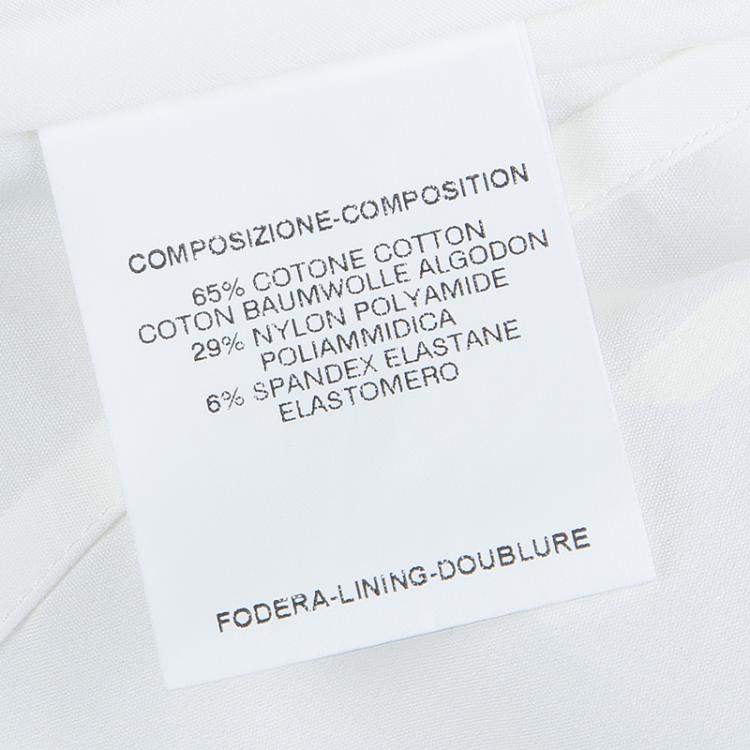 COMPOSIZIONE-COMPOSITION
65% COTONE COTTON
COTON BAUMWOLLE ALGODON
29% NYLON POLYAMIDE
POLIAMMIDICA
6% SPANDEX ELASTANE
ELASTOMERO
FODERA-LINING-DOUBLURE